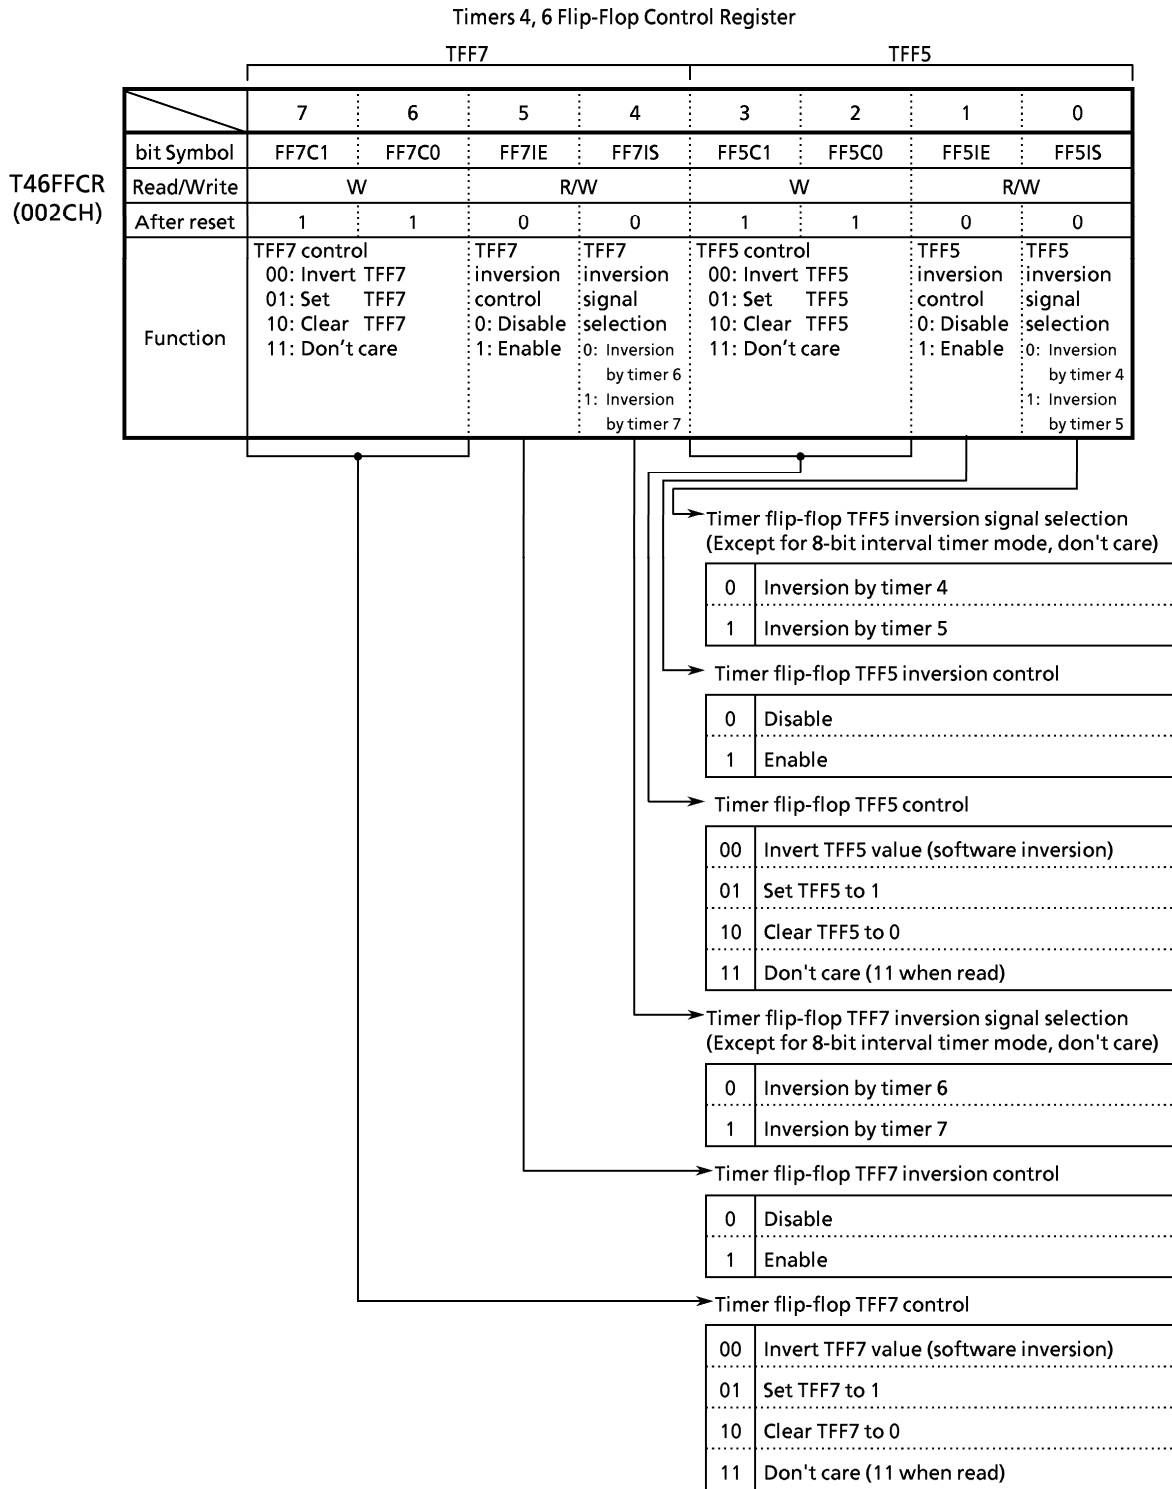 Timers 4, 6 Flip-Flop Control Register
TFF7 TFF5
7 6 5 4 3 2 1 0
bit Symbol FF7C1 FF7C0 FF7IE FF7IS FF5C1 FF5C0 FF5IE FF5IS
T46FFCR
(002CH)
Read/Write W R/W W R/W
After reset 1 1 0 0 1 1 0 0
Function
TFF7 control
00: Invert TFF7
01: Set TFF7
10: Clear TFF7
11: Don't care
TFF7
inversion
control
0: Disable
1: Enable
TFF7
inversion
signal
selection
0: Inversion
by timer 6
1: Inversion
by timer 7
TFF5 control
00: Invert TFF5
01: Set TFF5
10: Clear TFF5
11: Don't care
TFF5
inversion
control
0: Disable
1: Enable
TFF5
inversion
signal
selection
0: Inversion
by timer 4
1: Inversion
by timer 5
Timer flip-flop TFF5 inversion signal selection
(Except for 8-bit interval timer mode, don't care)
0 Inversion by timer 4
1 Inversion by timer 5
Timer flip-flop TFF5 inversion control
0 Disable
1 Enable
Timer flip-flop TFF5 control
00 Invert TFF5 value (software inversion)
01 Set TFF5 to 1
10 Clear TFF5 to 0
11 Don't care (11 when read)
Timer flip-flop TFF7 inversion signal selection
(Except for 8-bit interval timer mode, don't care)
0 Inversion by timer 6
1 Inversion by timer 7
Timer flip-flop TFF7 inversion control
0 Disable
1 Enable
Timer flip-flop TFF7 control
00 Invert TFF7 value (software inversion)
01 Set TFF7 to 1
10 Clear TFF7 to 0
11 Don't care (11 when read)